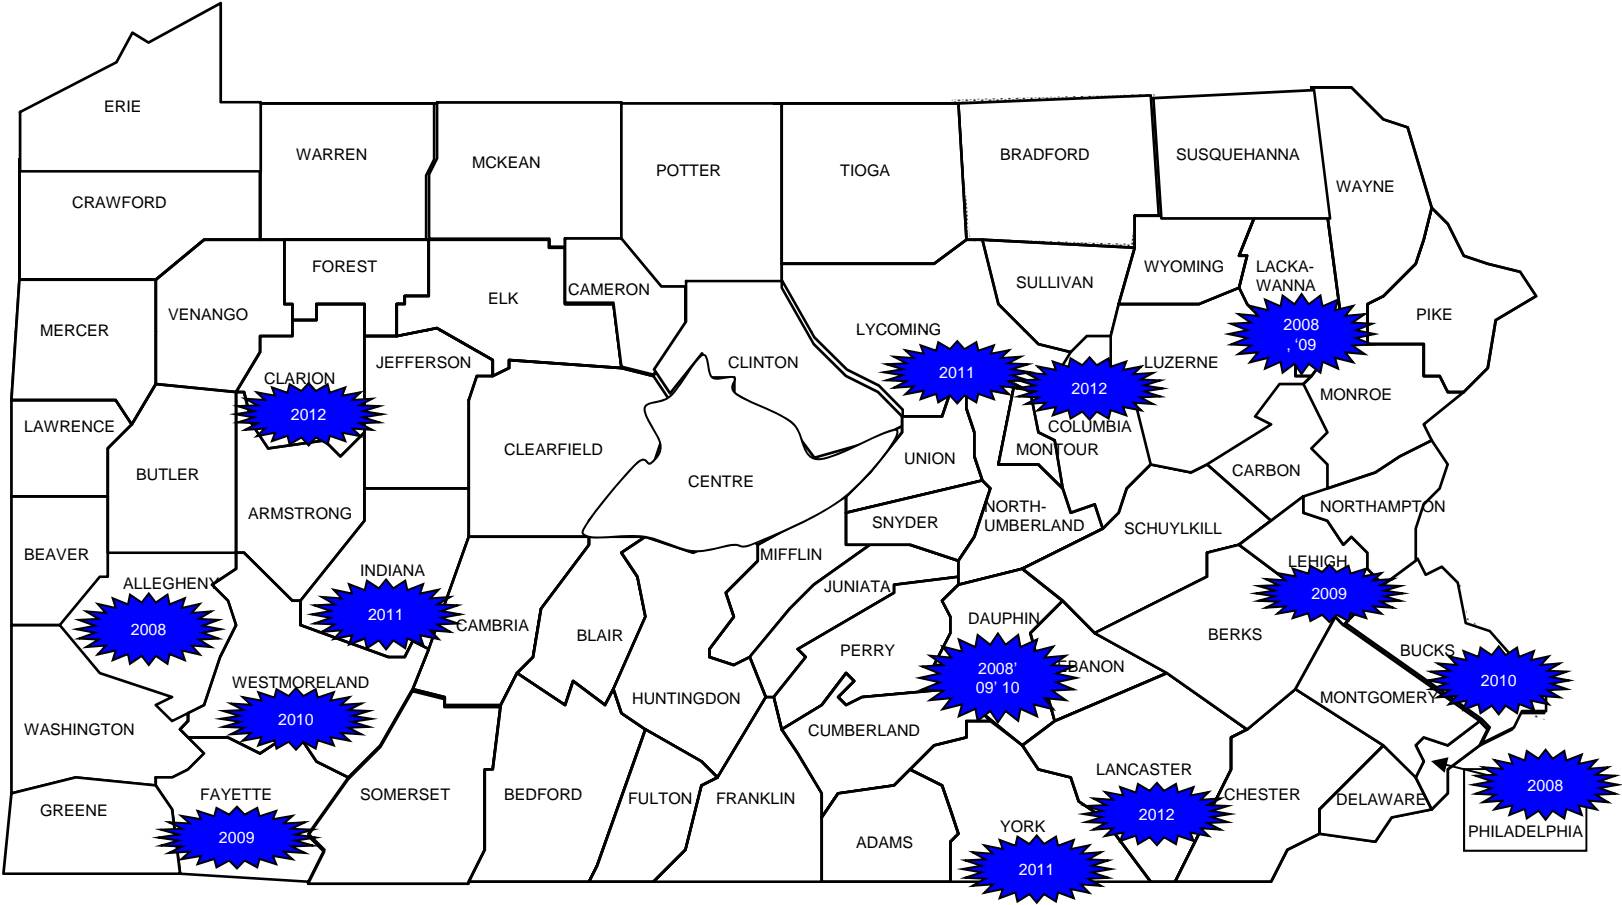 ERIE
WARREN
MCKEAN
POTTER
TIOGA
BRADFORD
SUSQUEHANNA
WAYNE
CRAWFORD
FOREST
ELK
CAMERON
SULLIVAN
WYOMING
LACKA-
WANNA
2008
, ‘09
PIKE
MERCER
VENANGO
JEFFERSON
CLINTON
LYCOMING
2011
2012
COLUMBIA
LUZERNE
MONROE
CLARION
2012
LAWRENCE
BUTLER
CLEARFIELD
CENTRE
UNION
MONTOUR
CARBON
ARMSTRONG
SNYDER
NORTH-
UMBERLAND
SCHUYLKILL
NORTHAMPTON
BEAVER
ALLEGHENY
2008
INDIANA
2011
CAMBRIA
BLAIR
MIFFLIN
JUNIATA
DAUPHIN
2008’
09’ 10
EBANON
BERKS
LEHIGH
2009
BUCKS
2010
PERRY
HUNTINGDON
WESTMORELAND
2010
WASHINGTON
CUMBERLAND
MONTGOMERY
GREENE
FAYETTE
2009
SOMERSET
BEDFORD
FULTON
FRANKLIN
ADAMS
YORK
2011
LANCASTER
2012
CHESTER
DELAWARE
2008
PHILADELPHIA